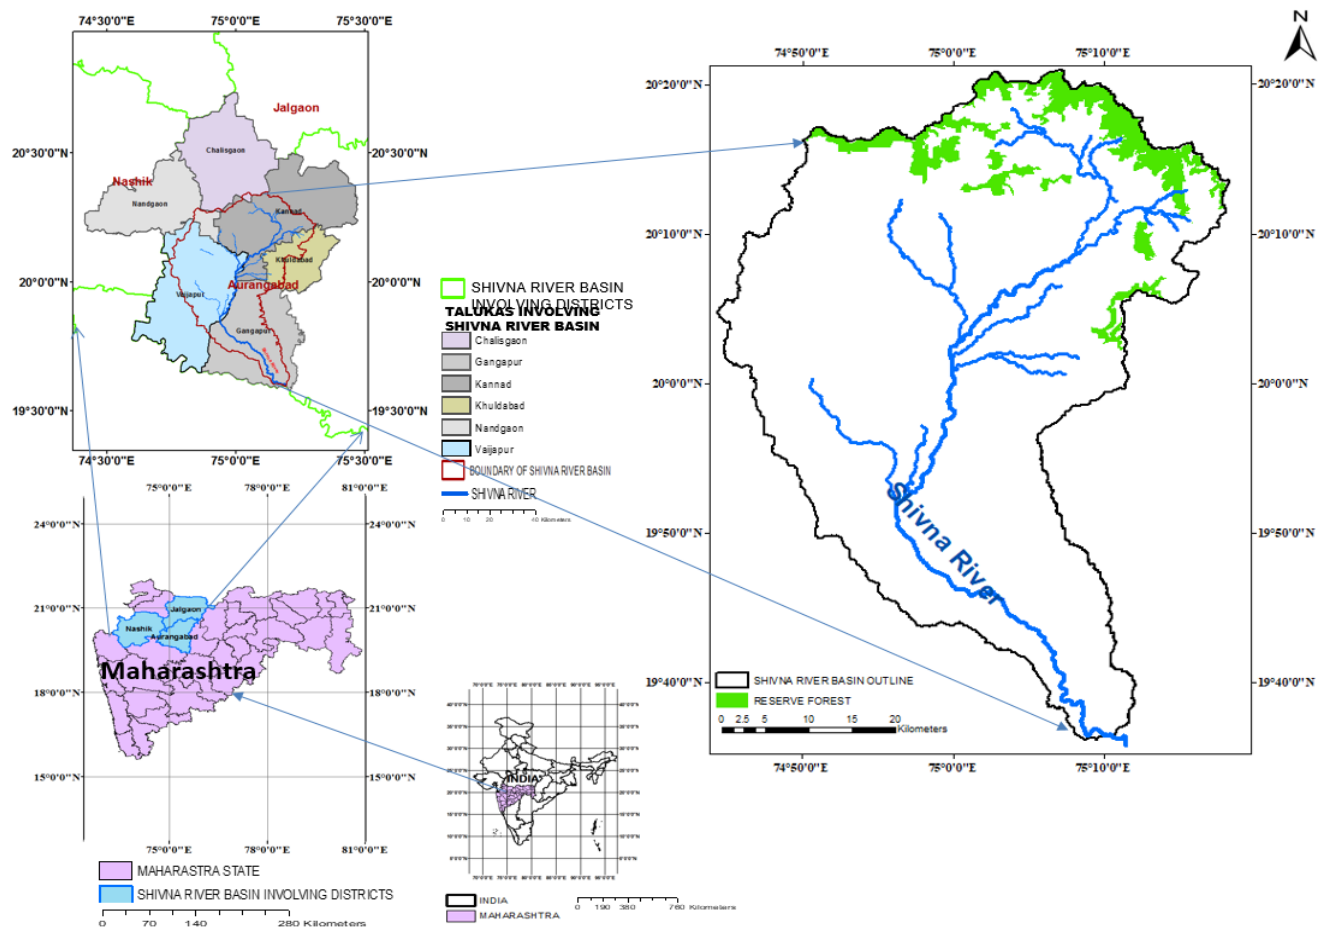 74°30'0"E
75°0'0"E
75°30'0"E
20°30'0"N
20°30'0"N
20°0'0"N
20°0'0"N
19°30'0"N
19°30'0"N
74°30'0"E
75°0'0"E
75°30'0"E
Jalgaon
Chalisgaon
Nashik
Nandgaon
Kannad
Khuldabad
Aurangabad
Vaijapur
Gangapur
SHIVNA RIVER BASIN
INVOLVING DISTRICTS
TALUKAS INVOLVING
SHIVNA RIVER BASIN
Chalisgaon
Gangapur
Kannad
Khuldabad
Nandgaon
Vaijapur
BOUNDARY OF SHIVNA RIVER BASIN
SHIVNA RIVER
0 10 20 40 Kilometers
N
74°50'0"E
75°0'0"E
75°10'0"E
20°20'0"N
20°20'0"N
20°10'0"N
20°10'0"N
20°0'0"N
20°0'0"N
19°50'0"N
19°50'0"N
19°40'0"N
19°40'0"N
Shivna River
SHIVNA RIVER BASIN OUTLINE
RESERVE FOREST
0 2.5 5 10 15 20
Kilometers
74°50'0"E
75°0'0"E
75°10'0"E
75°0'0"E
78°0'0"E
81°0'0"E
24°0'0"N
24°0'0"N
21°0'0"N
21°0'0"N
18°0'0"N
18°0'0"N
15°0'0"N
15°0'0"N
Jalgaon
Nashik
Aurangabad
Maharashtra
75°0'0"E
78°0'0"E
81°0'0"E
MAHARASTRA STATE
SHIVNA RIVER BASIN INVOLVING DISTRICTS
0 70 140 280 Kilometers
INDIA
INDIA
MAHARASHTRA
0 190 380 760 Kilometers